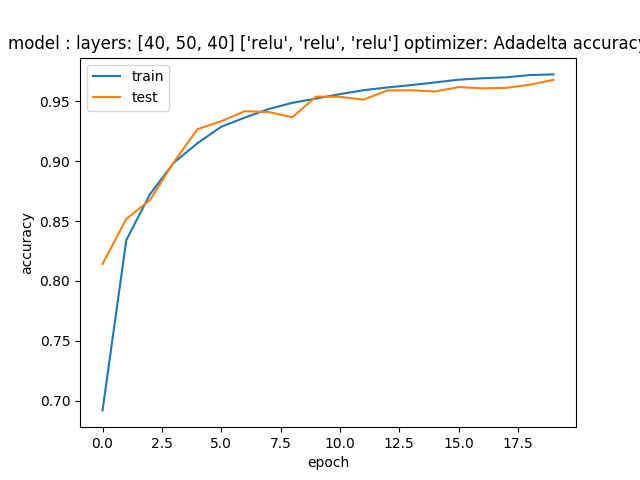 model : layers: [40, 50, 40] ['relu', 'relu', 'relu'] optimizer: Adadelta accuracy
train
test
0.95
0.90
0.85
0.80
0.75
0.70
accuracy
0.0 2.5 5.0 7.5 10.0 12.5 15.0 17.5
epoch